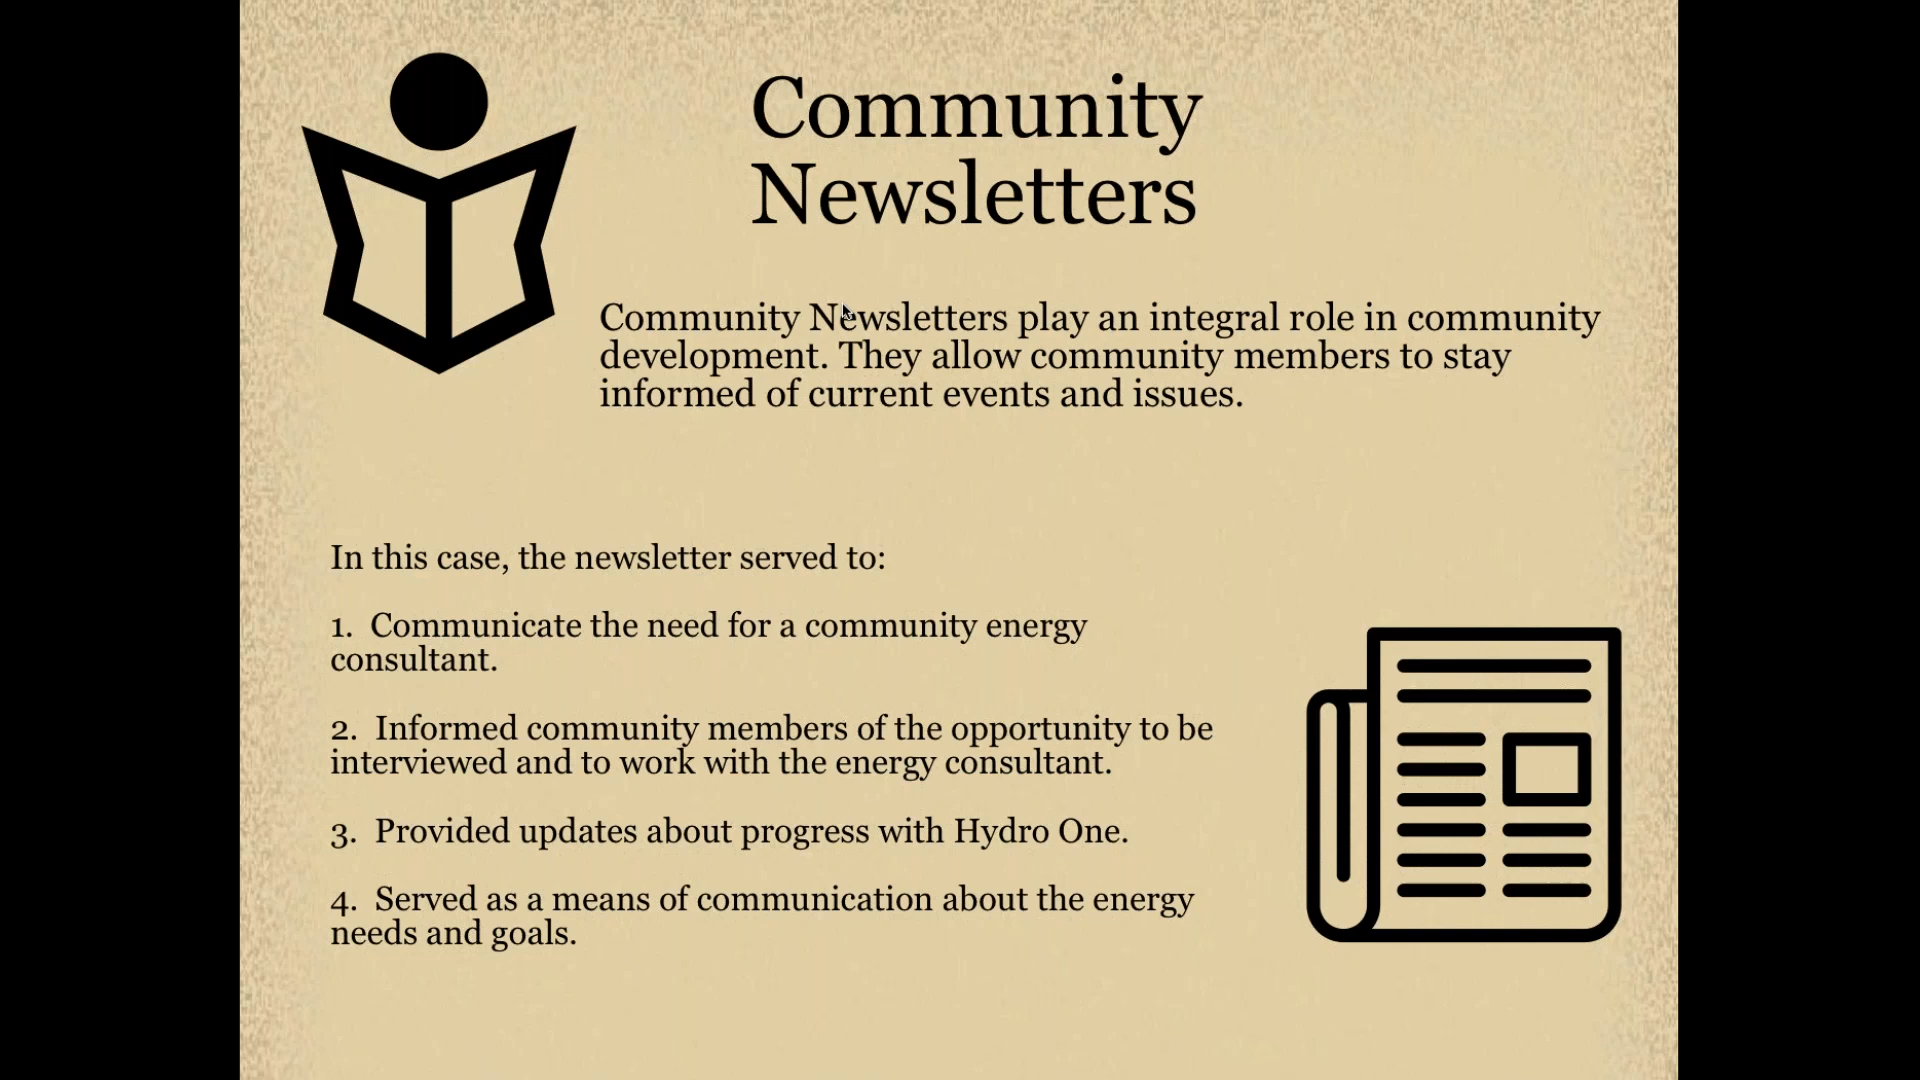 Community
Newsletters
Community Newsletters play an integral role in community
development. They allow community members to stay
informed of current events and issues.
In this case, the newsletter served to:
1. Communicate the need for a community energy
consultant.
2. Informed community members of the opportunity to be
interviewed and to work with the energy consultant.
3. Provided updates about progress with Hydro One.
4. Served as a means of communication about the energy
needs and goals.